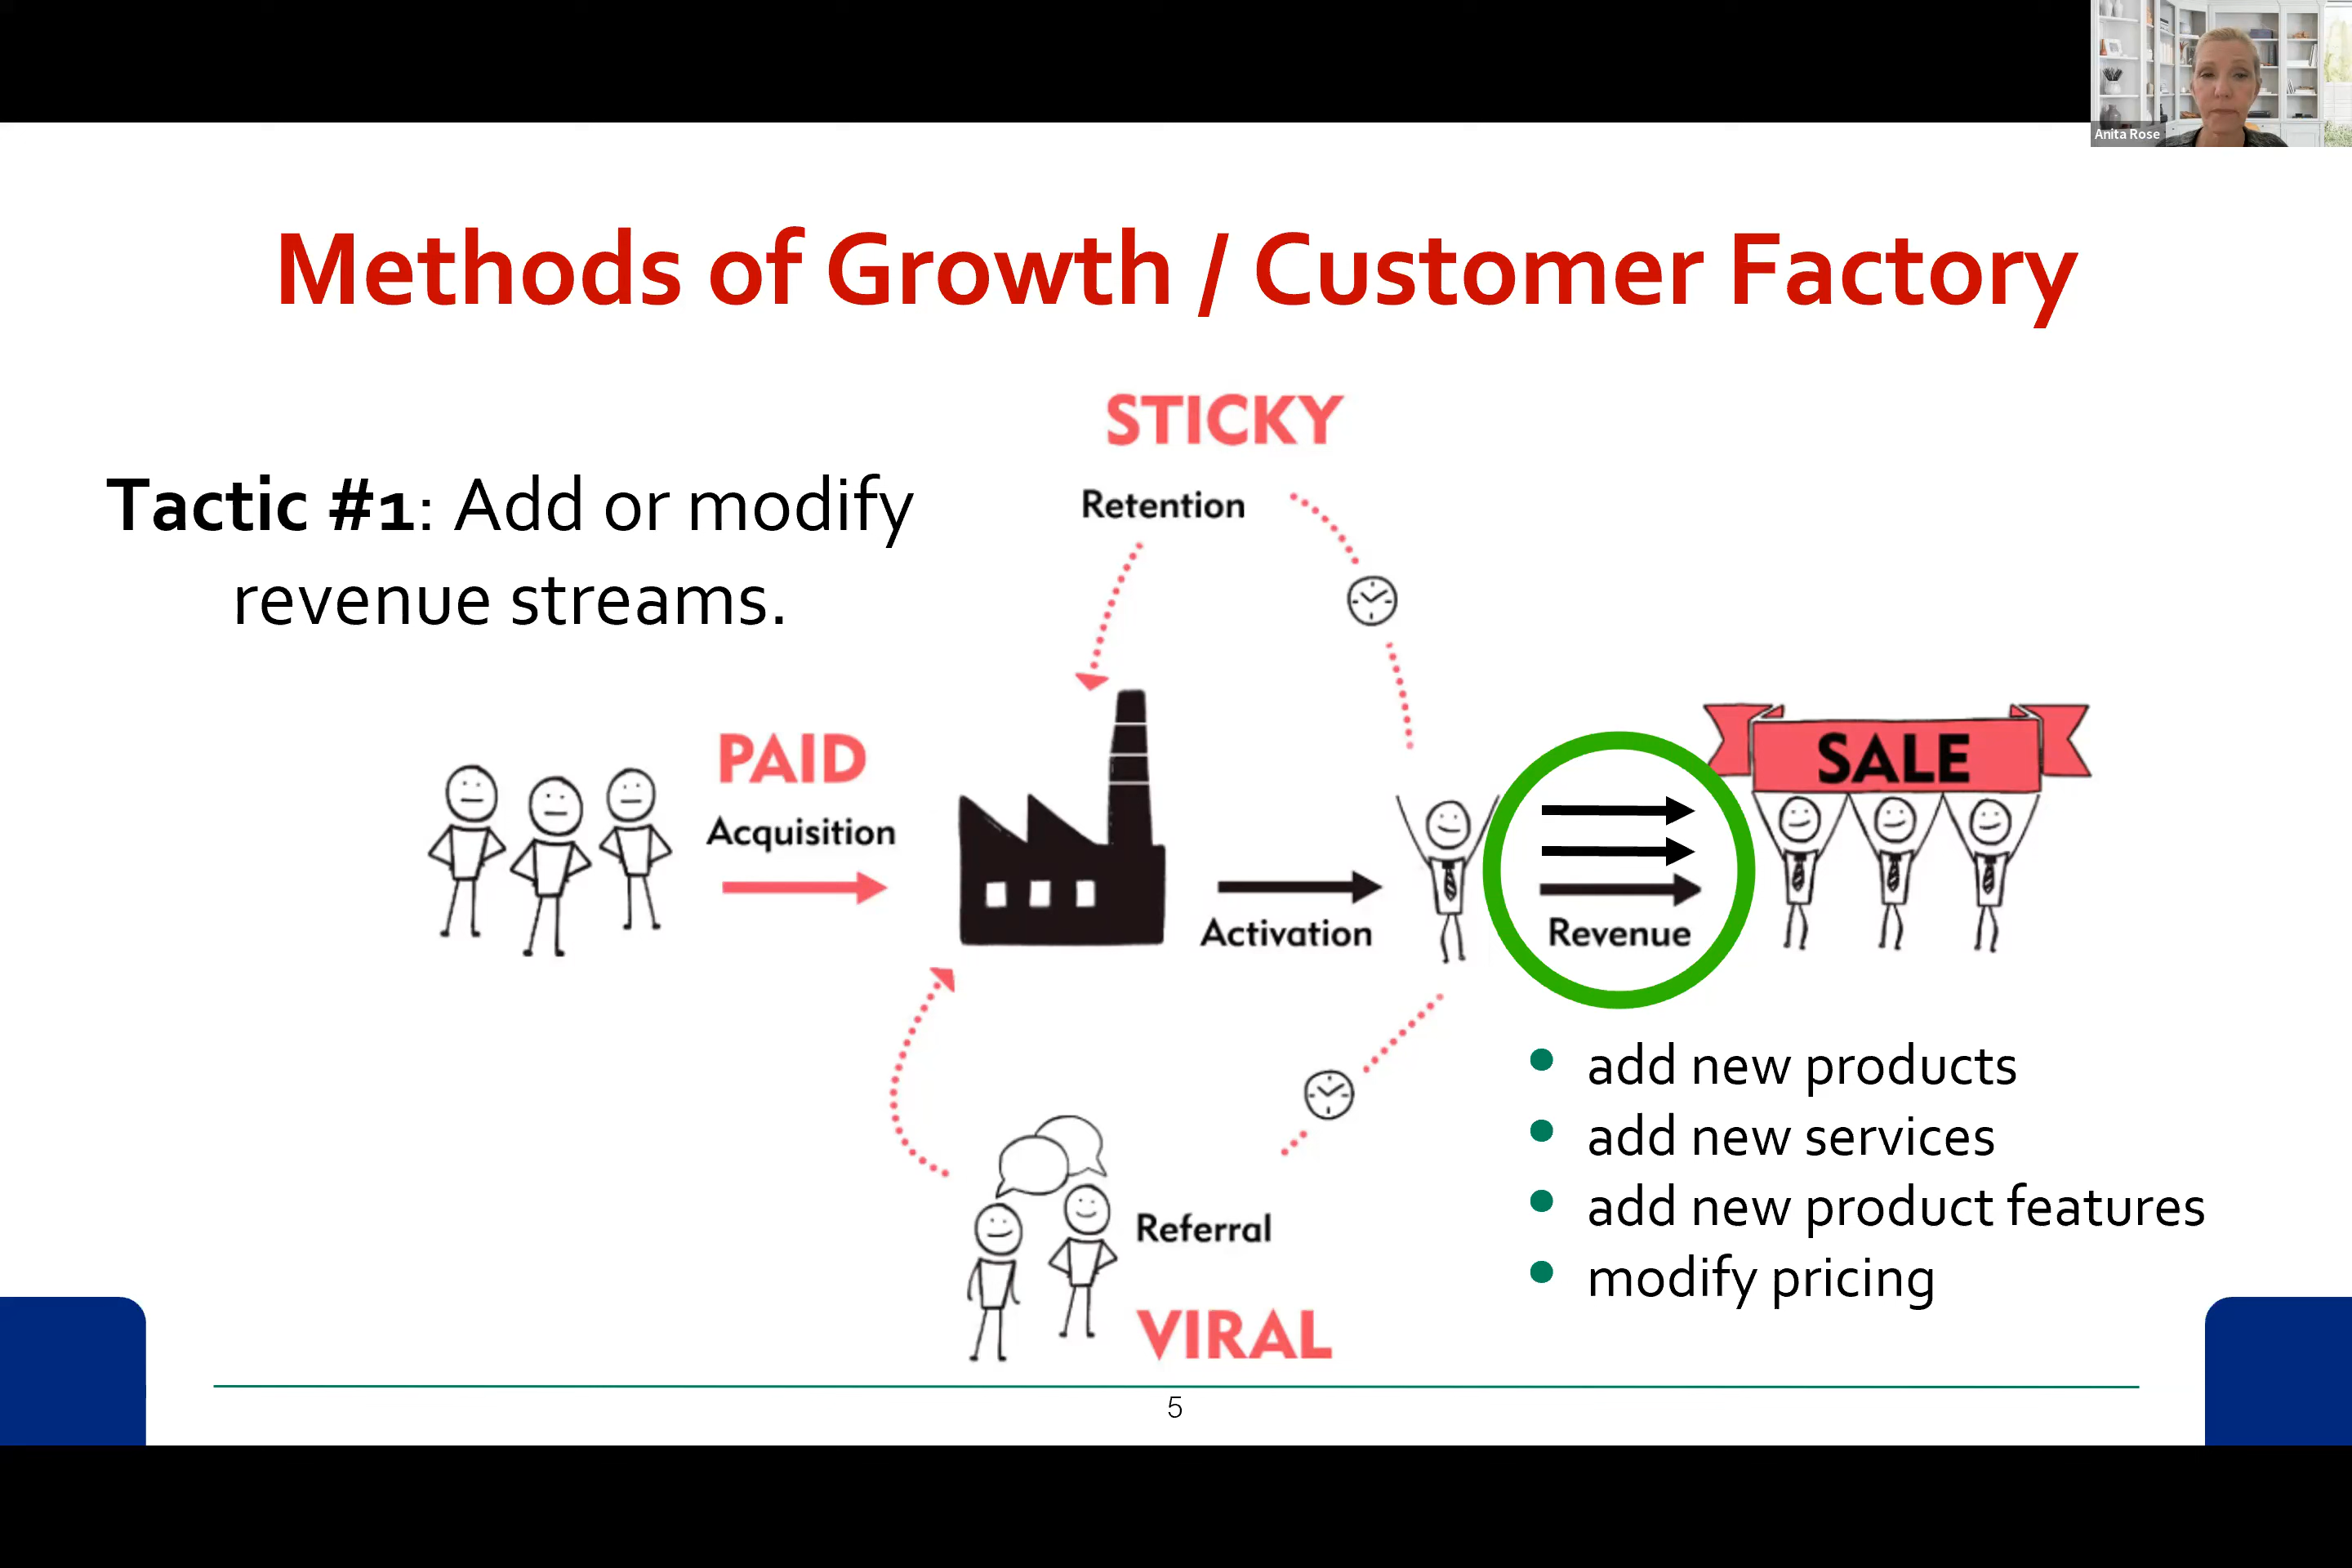 Anita Rose
Methods of Growth / Customer Factory
Tactic #1: Add or modify
revenue streams.
STICKY
Retention
PAID
Acquisition
Activation
Revenue
SALE
Referral
VIRAL
• add new products
• add new services
• add new product features
• modify pricing
5